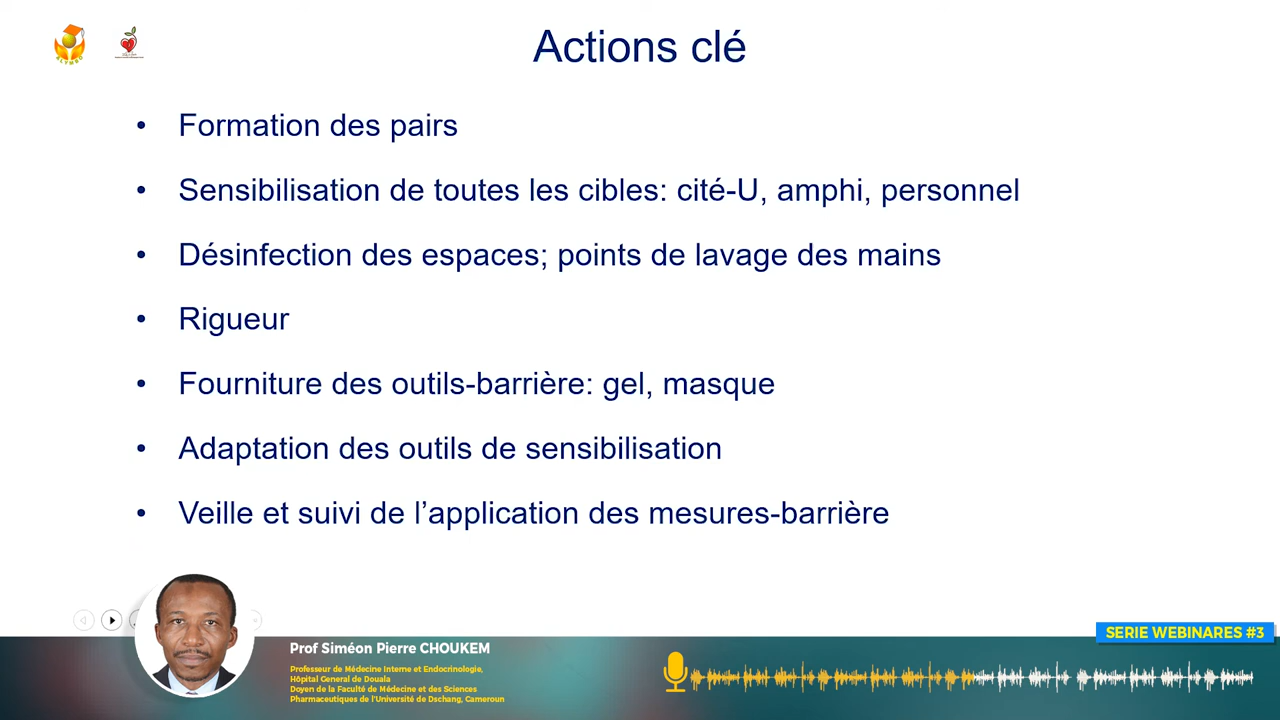 Actions clé
• Formation des pairs
• Sensibilisation de toutes les cibles: cité-U, amphi, personnel
• Désinfection des espaces; points de lavage des mains
• Rigueur
• Fourniture des outils-barrière: gel, masque
• Adaptation des outils de sensibilisation
• Veille et suivi de l’application des mesures-barrière
SERIE WEBINARES #3
Prof Siméon Pierre CHOUKEM
Professeur de Médecine Interne et Endocrinologie,
Hôpital General de Douala
Doyen de la Faculté de Médecine et des Sciences
Pharmaceutiques de l'Université de Dschang, Cameroun